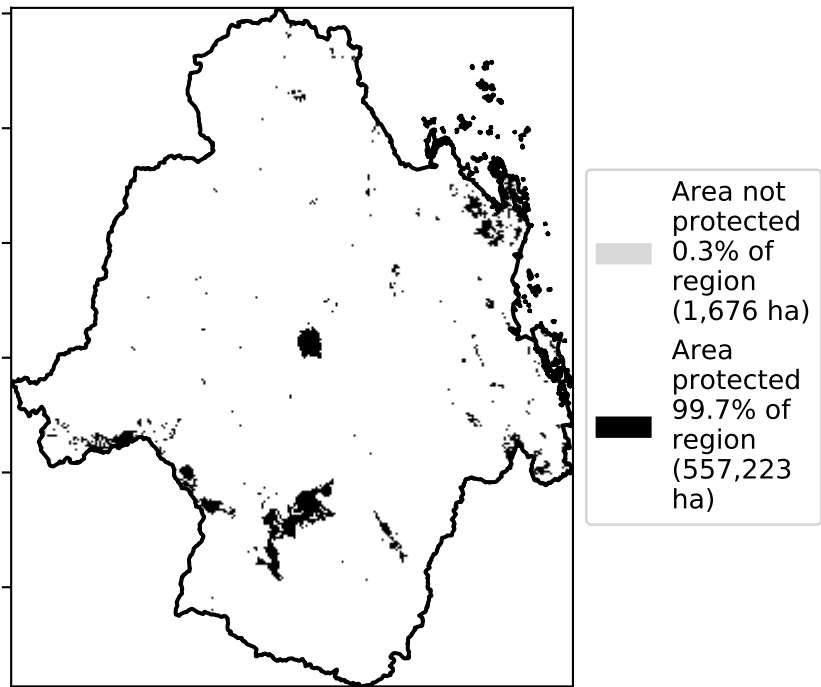 Area not
protected
0.3% of
region
(1,676 ha)
Area
protected
99.7% of
region
(557,223
ha)